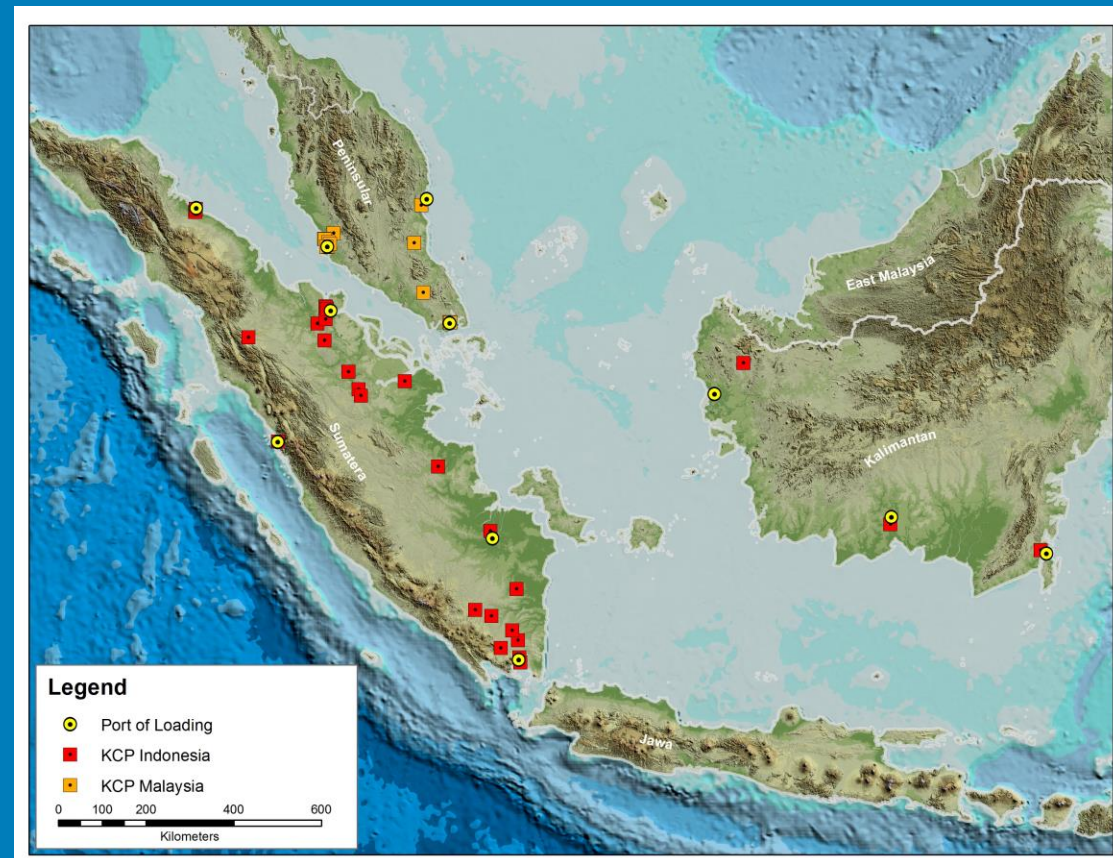 Peninsular
East Malaysia
Sumatera
Kalimantan
Jawa
Legend
Port of Loading
KCP Indonesia
KCP Malaysia
0 100 200 400 600
Kilometers